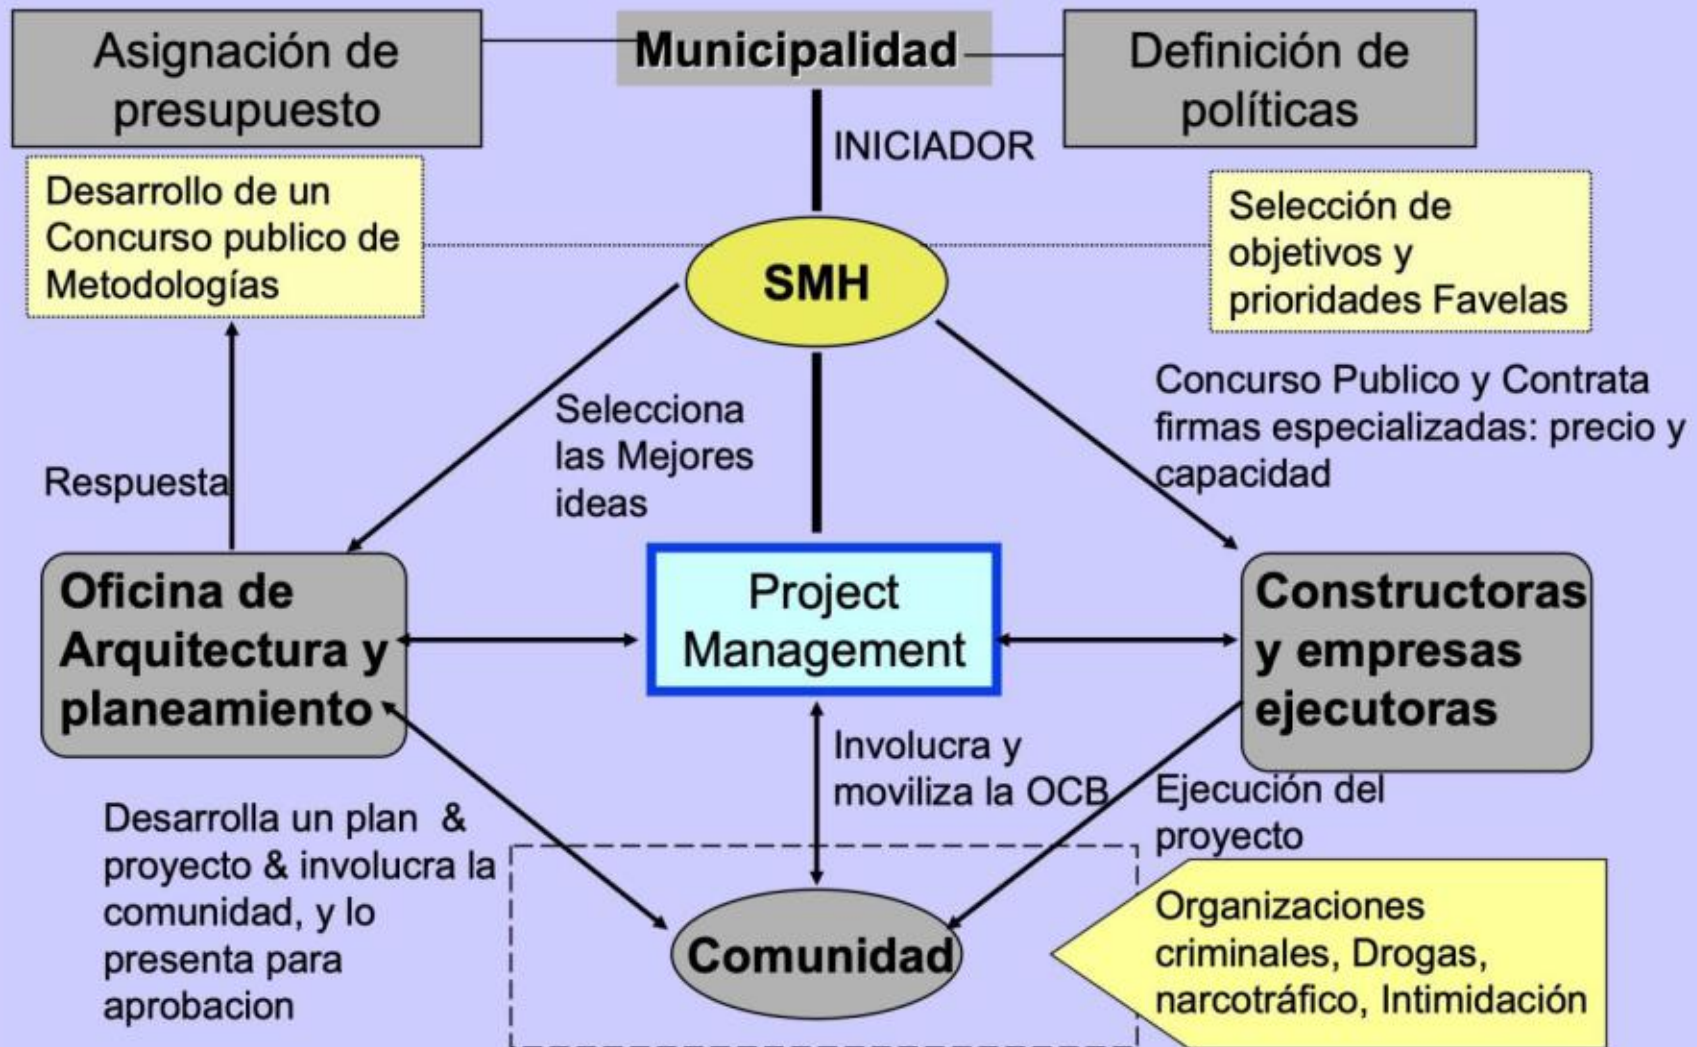 Asignación de
presupuesto
Municipalidad
Definición de
políticas
INICIADOR
Desarrollo de un
Concurso publico de
Metodologías
SMH
Selección de
objetivos y
prioridades Favelas
Selecciona
las Mejores
ideas
Concurso Publico y Contrata
firmas especializadas: precio y
capacidad
Respuesta
Oficina de
Arquitectura y
planeamiento
Project
Management
Constructoras
y empresas
ejecutoras
Involucra y
moviliza la OCB
Ejecución del
proyecto
Desarrolla un plan & 
proyecto & involucra la
comunidad, y lo
presenta para
aprobacion
Comunidad
Organizaciones
criminales, Drogas,
narcotráfico, Intimidación